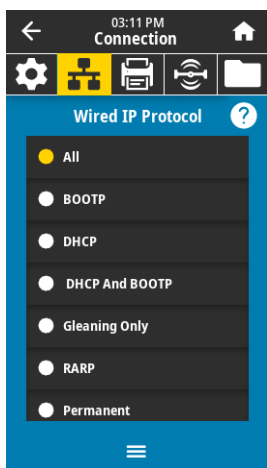 03:11 PM
Connection
Wired IP Protocol
?
All
BOOTP
DHCP
DHCP And BOOTP
Gleaning Only
RARP
Permanent